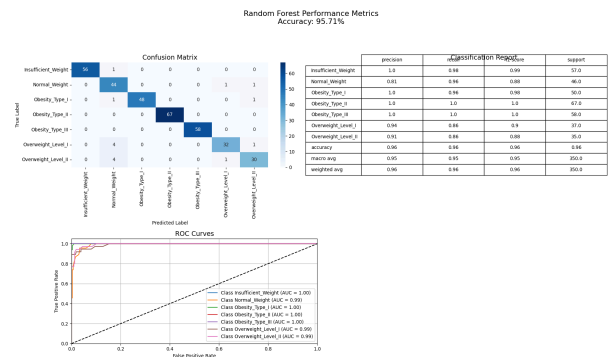 Random Forest Performance Metrics
Accuracy: 95.71%
Confusion Matrix
Insufficient_Weight 56 1 0 0 0 0 0
Normal_Weight 0 44 0 0 0 1 1
Obesity_Type_I 0 1 48 0 0 0 1
Obesity_Type_II 0 0 0 67 0 0 0
Obesity_Type_III 0 0 0 0 58 0 0
Overweight_Level_I 0 4 0 0 0 32 1
Overweight_Level_II 0 4 0 0 0 1 30
True Label
Insufficient_Weight
Normal_Weight
Obesity_Type_I
Obesity_Type_II
Obesity_Type_III
Overweight_Level_I
Overweight_Level_II
Predicted Label
60
50
40
30
20
10
0
Classification Report
precision support
Insufficient_Weight 1.0 0.98 0.99 57.0
Normal_Weight 0.81 0.96 0.88 46.0
Obesity_Type_I 1.0 0.96 0.98 50.0
Obesity_Type_II 1.0 1.0 1.0 67.0
Obesity_Type_III 1.0 1.0 1.0 58.0
Overweight_Level_I 0.94 0.86 0.9 37.0
Overweight_Level_II 0.91 0.86 0.88 35.0
accuracy 0.96 0.96 0.96 0.96
macro avg 0.95 0.95 0.95 350.0
weighted avg 0.96 0.96 0.96 350.0
ROC Curves
True Positive Rate
1.0
0.8
0.6
0.4
0.2
0.0
Class Insufficient_Weight (AUC = 1.00)
Class Normal_Weight (AUC = 0.99)
Class Obesity_Type_I (AUC = 1.00)
Class Obesity_Type_II (AUC = 1.00)
Class Obesity_Type_III (AUC = 1.00)
Class Overweight_Level_I (AUC = 0.99)
Class Overweight_Level_II (AUC = 0.99)
0.0 0.2 0.4 0.6 0.8 1.0
False Positive Rate